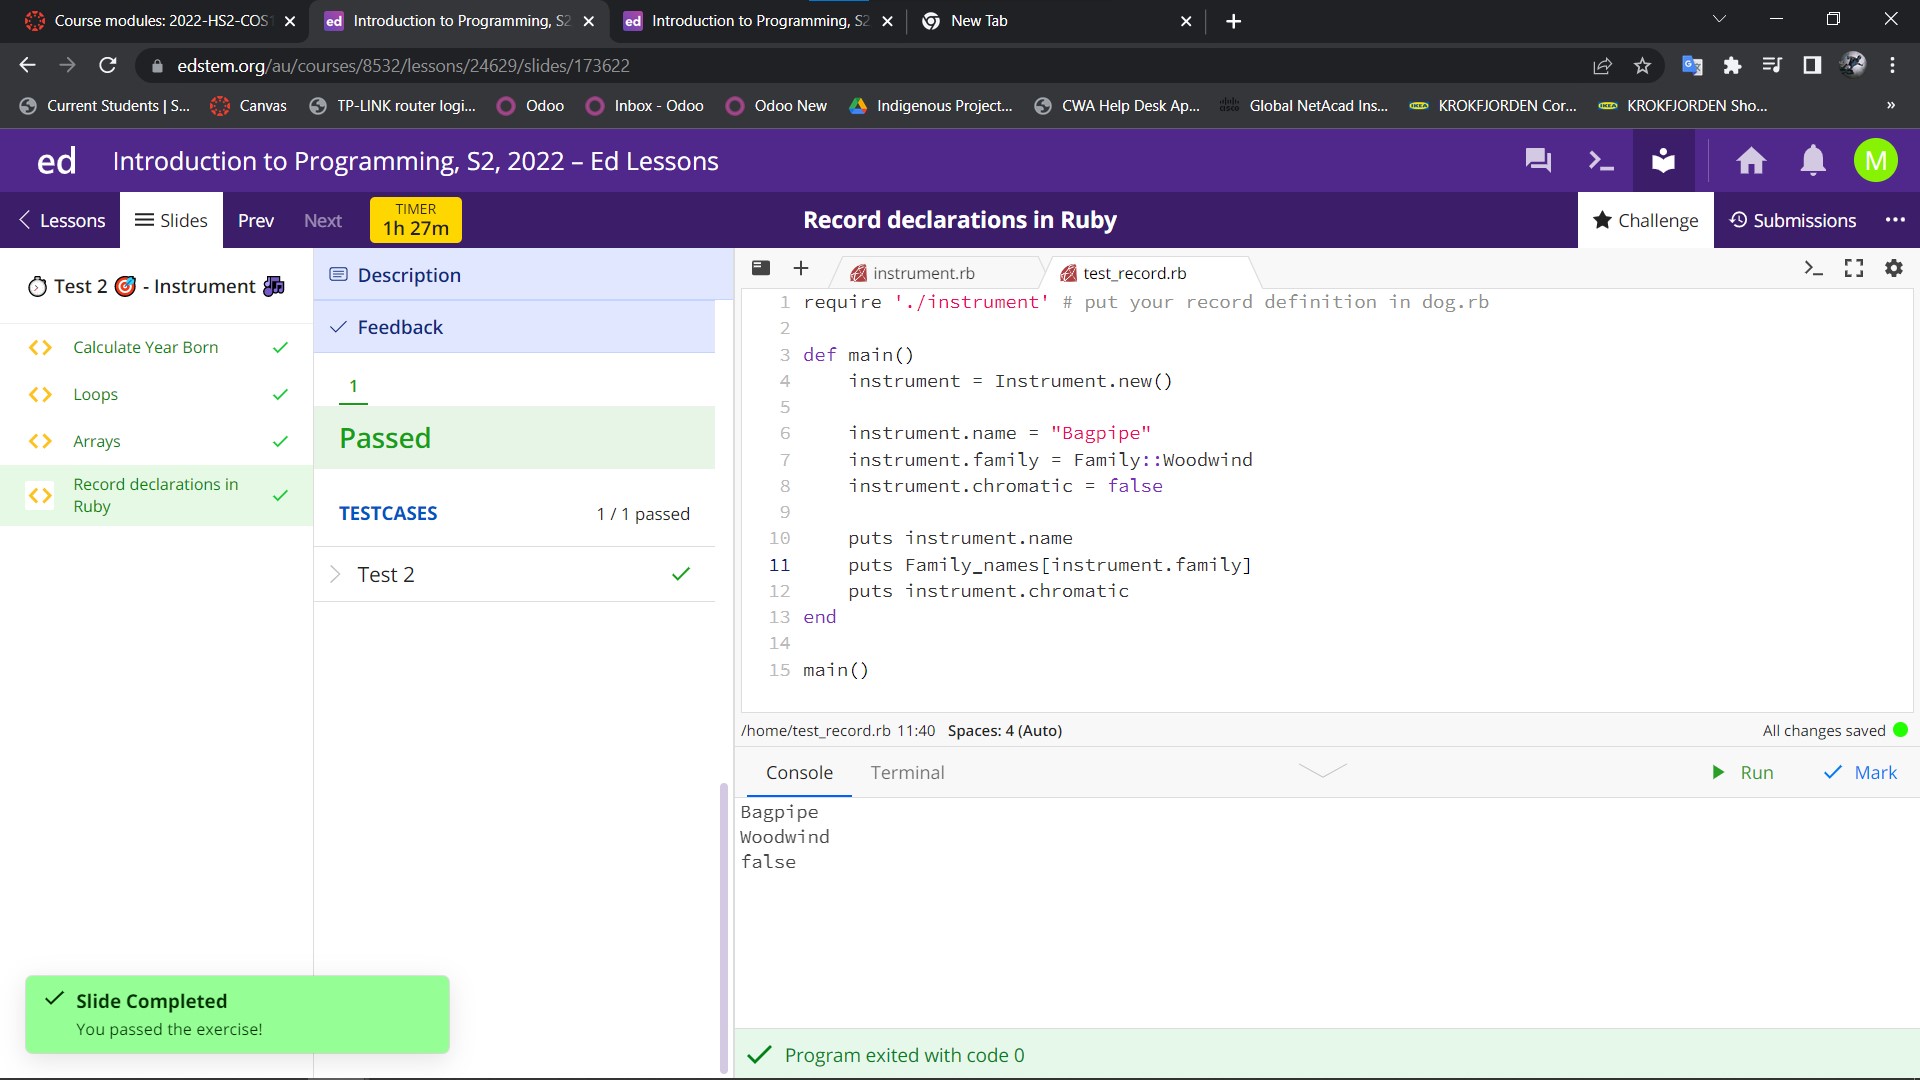 Course modules: 2022-HS2-COS1
Introduction to Programming, S2
Introduction to Programming, S2
New Tab
edstem.org/au/courses/8532/lessons/24629/slides/173622
Current Students | S...
Canvas
TP-LINK router logi...
Odoo
Inbox - Odoo
Odoo New
Indigenous Project...
CWA Help Desk Ap...
Global NetAcad Ins...
KROKFJORDEN Cor...
KROKFJORDEN Sho...
»
ed Introduction to Programming, S2, 2022 – Ed Lessons
M
Lessons
Slides
Prev
Next
TIMER
1h 27m
Record declarations in Ruby
Challenge
Submissions
Test 2 - Instrument
Calculate Year Born
Loops
Arrays
Record declarations in
Ruby
Description
Feedback
1
Passed
TESTCASES 1 / 1 passed
Test 2
instrument.rb
test_record.rb
1 require './instrument' # put your record definition in dog.rb
2
3 def main()
4 instrument = Instrument.new()
5
6 instrument.name = "Bagpipe"
7 instrument.family = Family::Woodwind
8 instrument.chromatic = false
9
10 puts instrument.name
11 puts Family_names[instrument.family]
12 puts instrument.chromatic
13 end
14
15 main()
/home/test_record.rb 11:40 Spaces: 4 (Auto)
All changes saved
Console
Terminal
Run
Mark
Bagpipe
Woodwind
false
Slide Completed
You passed the exercise!
Program exited with code 0